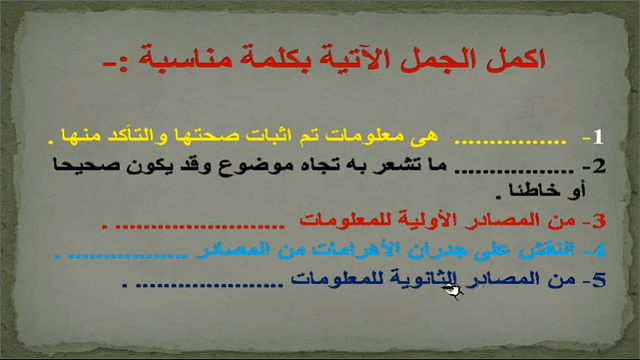 اكمل الجمل الآتية بكلمة مناسبة :-
1- ................ هى معلومات تم اثبات صحتها والتأكد منها .
2- ................. ما تشعر به تجاه موضوع وقد يكون صحيحا
أو خاطئا .
3- من المصادر الأولية للمعلومات ........................ .
4- النقش على جدران الأهرامات من المصادر ................. .
5- من المصادر الثانوية للمعلومات ..................... .